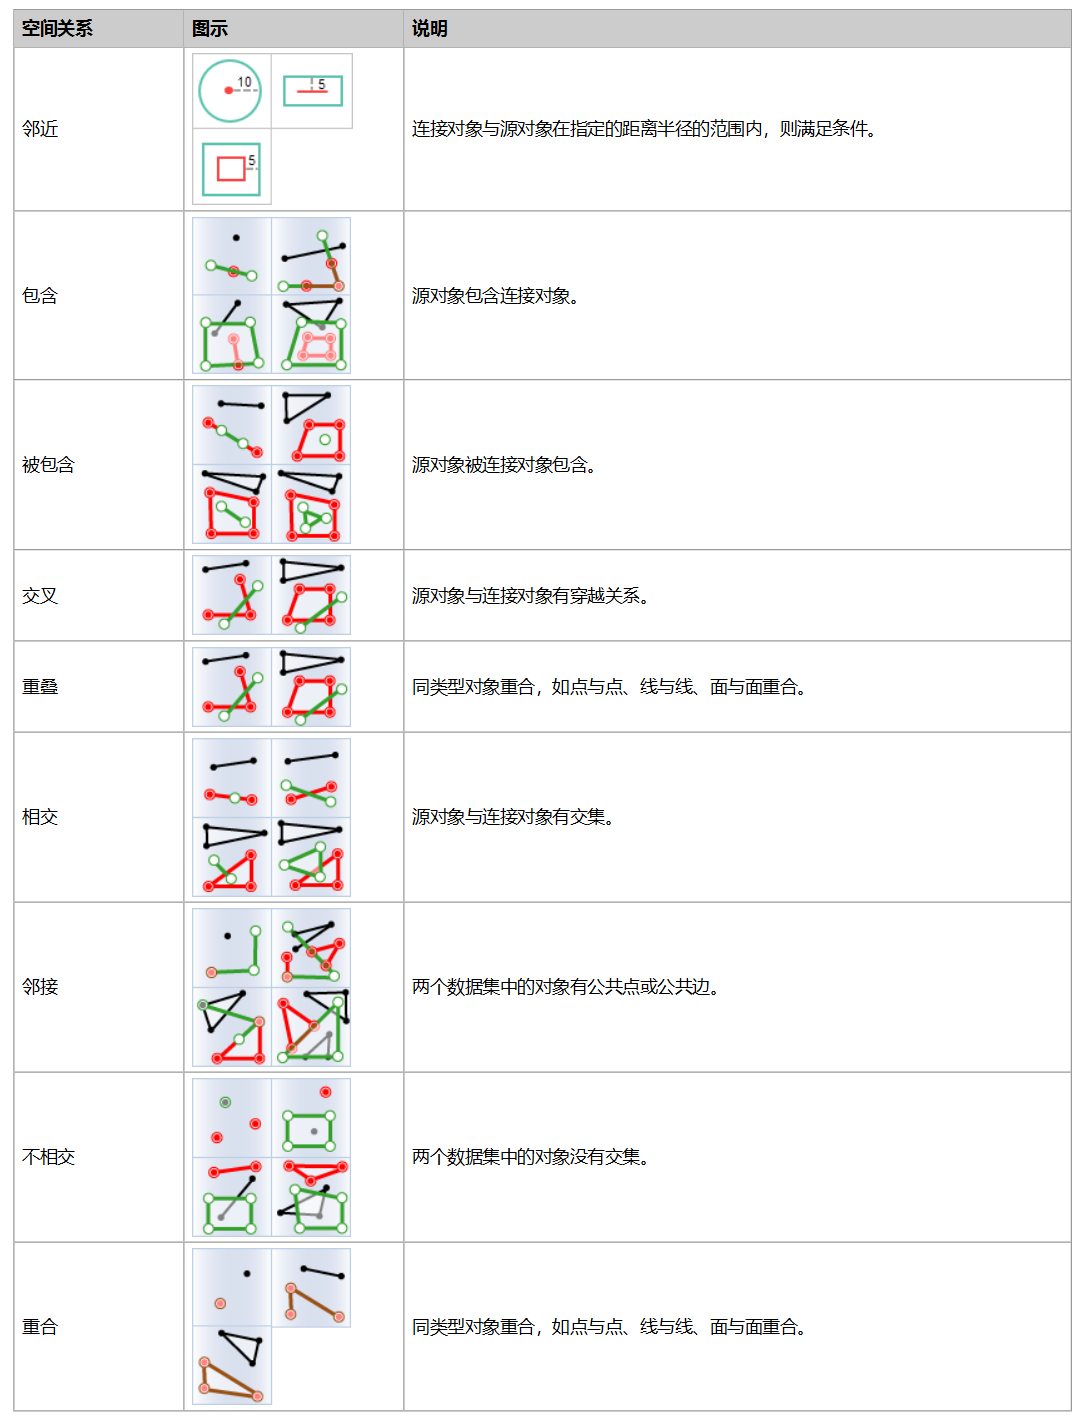 空间关系 图示 说明
10 5
5
邻近 连接对象与源对象在指定的距离半径的范围内，则满足条件。
包含 源对象包含连接对象。
被包含 源对象被连接对象包含。
交叉 源对象与连接对象有穿越关系。
重叠 同类型对象重合，如点与点、线与线、面与面重合。
相交 源对象与连接对象有交集。
邻接 两个数据集中的对象有公共点或公共边。
不相交 两个数据集中的对象没有交集。
重合 同类型对象重合，如点与点、线与线、面与面重合。